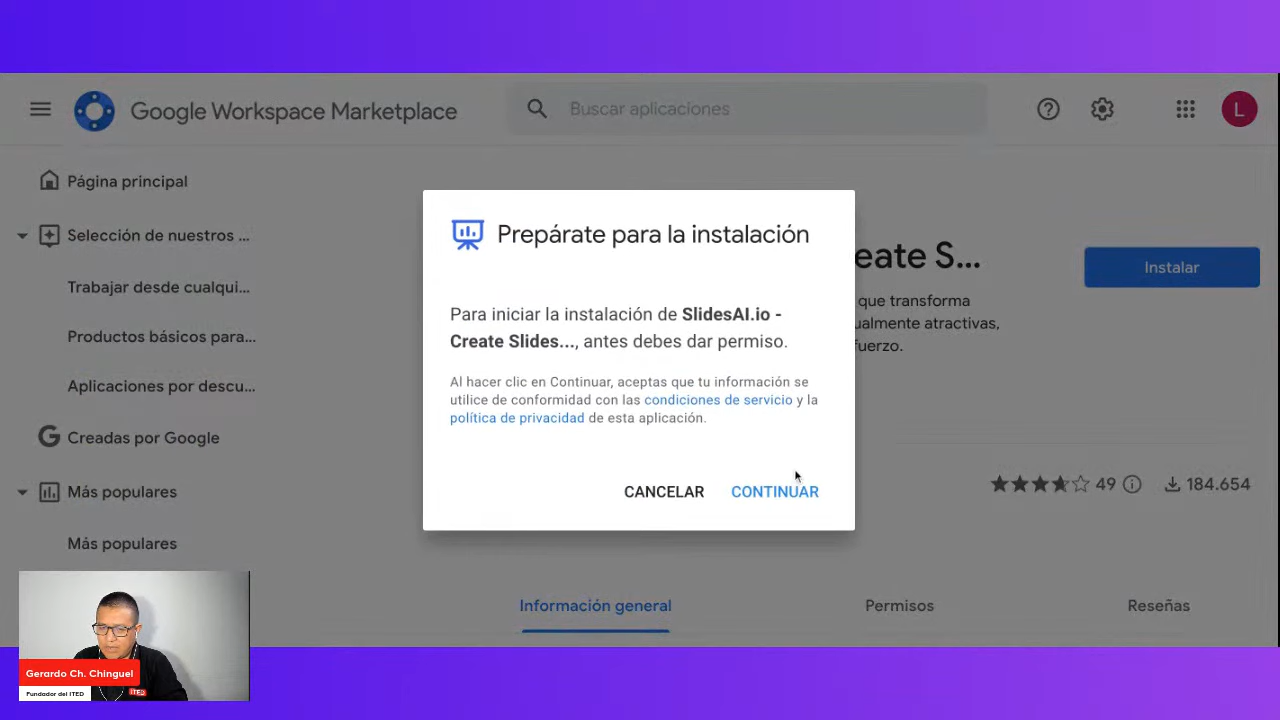 Google Workspace Marketplace
Buscar aplicaciones
L
Página principal
Selección de nuestros ...
Trabajar desde cualqui...
Productos básicos para...
Aplicaciones por descu...
Creadas por Google
Más populares
Más populares
Prepárate para la instalación
Para iniciar la instalación de SlidesAI.io -
Create Slides..., antes debes dar permiso.
Al hacer clic en Continuar, aceptas que tu información se
utilice de conformidad con las condiciones de servicio y la
política de privacidad de esta aplicación.
CANCELAR CONTINUAR
eate S...
Instalar
que transforma
ualmente atractivas,
fuerzo.
49
184.654
Información general
Permisos
Reseñas
Gerardo Ch. Chinguel
Fundador del ITED
ITED